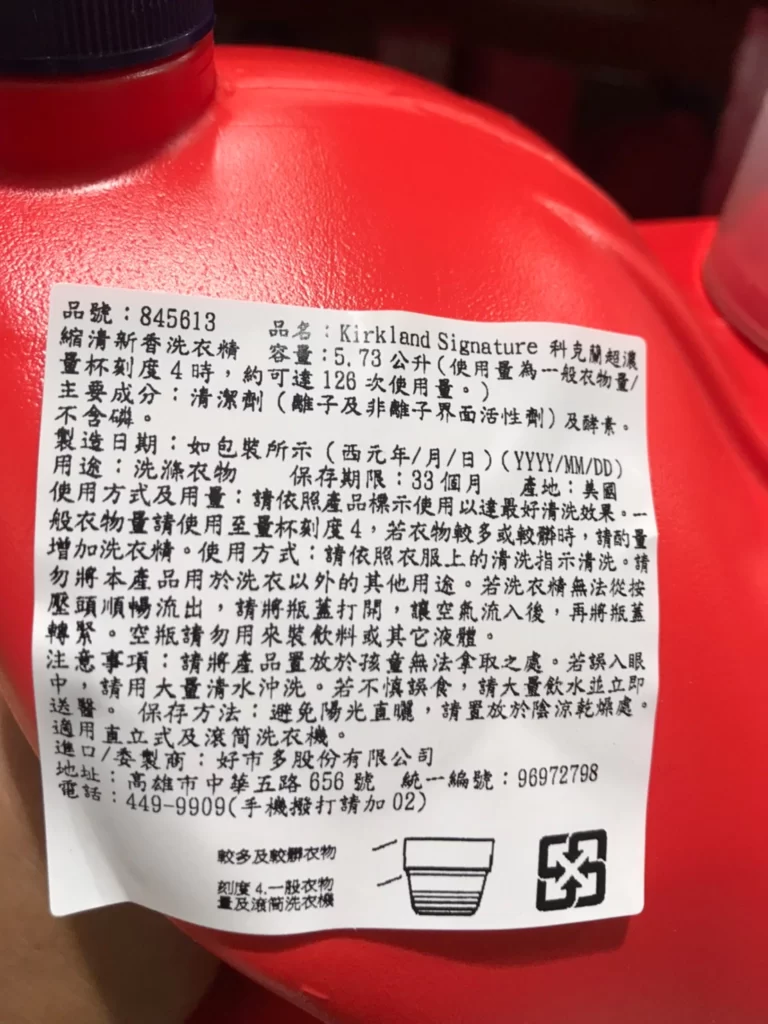 品號：845613　品名：Kirkland Signature 科克蘭超濃
縮清新香洗衣精　容量：5.73公升(使用量為一般衣物量/
量杯刻度4時，約可達126次使用量。)
主要成分：清潔劑（離子及非離子界面活性劑）及酵素。
不含磷。
製造日期：如包裝所示（西元年/月/日）(YYYY/MM/DD)
用途：洗滌衣物　保存期限：33個月　產地：美國
使用方式及用量：請依照產品標示使用以達最好清洗效果。一
般衣物量請使用至量杯刻度4，若衣物較多或較髒時，請酌量
增加洗衣精。使用方式：請依照衣服上的清洗指示清洗。請
勿將本產品用於洗衣以外的其他用途。若洗衣精無法從按
壓頭順暢流出，請將瓶蓋打開，讓空氣流入後，再將瓶蓋
轉緊。空瓶請勿用來裝飲料或其它液體。
注意事項：請將產品置放於孩童無法拿取之處。若誤入眼
中，請用大量清水沖洗。若不慎誤食，請大量飲水並立即
送醫。保存方法：避免陽光直曬，請置放於陰涼乾燥處。
適用直立式及滾筒洗衣機。
進口/委製商：好市多股份有限公司
地址：高雄市中華五路656號　統一編號：96972798
電話：449-9909(手機撥打請加02)
較多及較髒衣物
刻度4.一般衣物
量及滾筒洗衣機